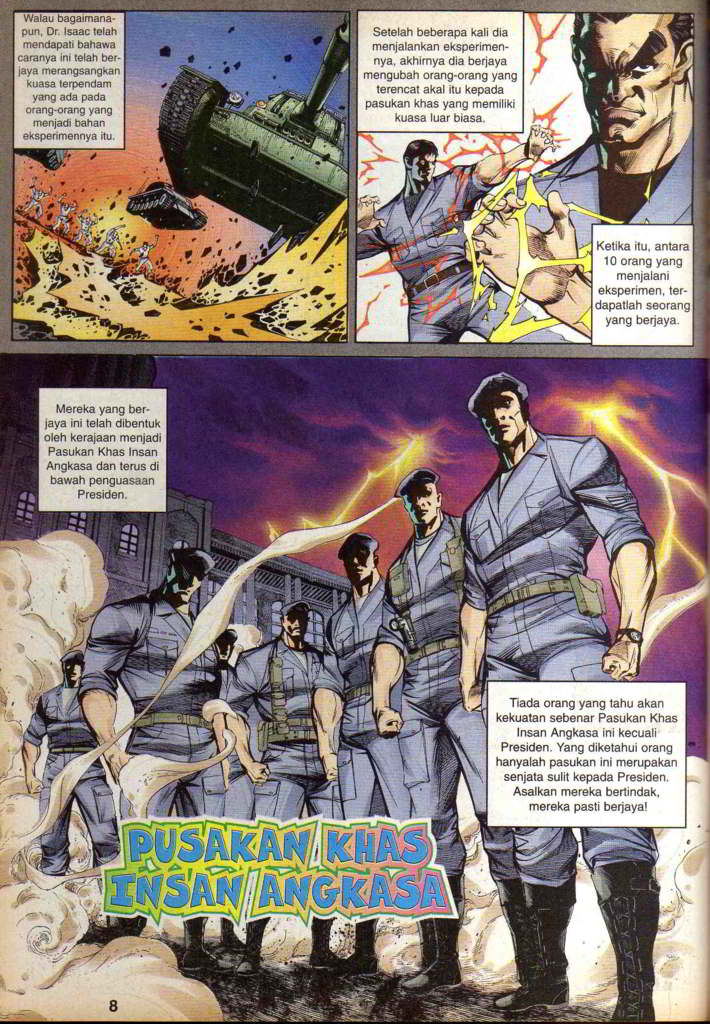 Walau bagaimana-
pun, Dr. Isaac telah
mendapati bahawa
caranya ini telah ber-
jaya merangsangkan
kuasa terpendam
yang ada pada
orang-orang yang
menjadi bahan
eksperimennya itu.
Setelah beberapa kali dia
menjalankan eksperimen-
nya, akhirnya dia berjaya
mengubah orang-orang yang
terencat akal itu kepada
pasukan khas yang memiliki
kuasa luar biasa.
Ketika itu, antara
10 orang yang
menjalani
eksperimen, ter-
dapatlah seorang
yang berjaya.
Mereka yang ber-
jaya ini telah dibentuk
oleh kerajaan menjadi
Pasukan Khas Insan
Angkasa dan terus di
bawah penguasaan
Presiden.
Tiada orang yang tahu akan
kekuatan sebenar Pasukan Khas
Insan Angkasa ini kecuali
Presiden. Yang diketahui orang
hanyalah pasukan ini merupakan
senjata sulit kepada Presiden.
Asalkan mereka bertindak,
mereka pasti berjaya!
PUSAKAN KHAS
INSAN ANGKASA
8